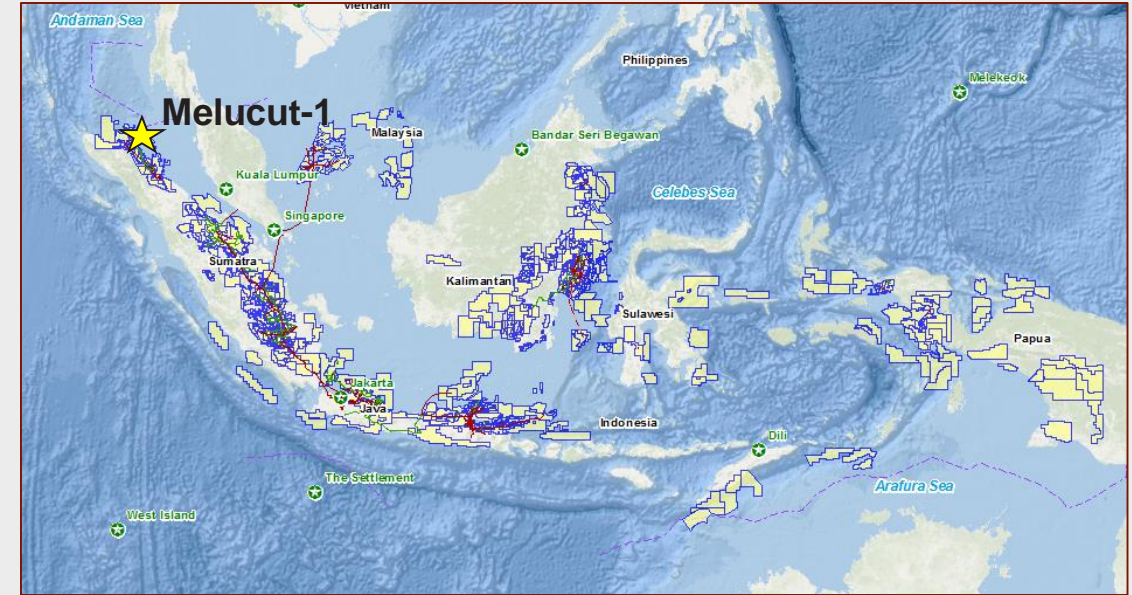 Vietnam
Andaman Sea
Philippines
Melekeok
Melucut-1
Malaysia
Bandar Seri Begawan
Kuala Lumpur
Celebes Sea
Singapore
Sumatra
Kalimantan
Sulawesi
Papua
Jakarta
Java
Indonesia
Dili
The Settlement
Arafura Sea
West Island